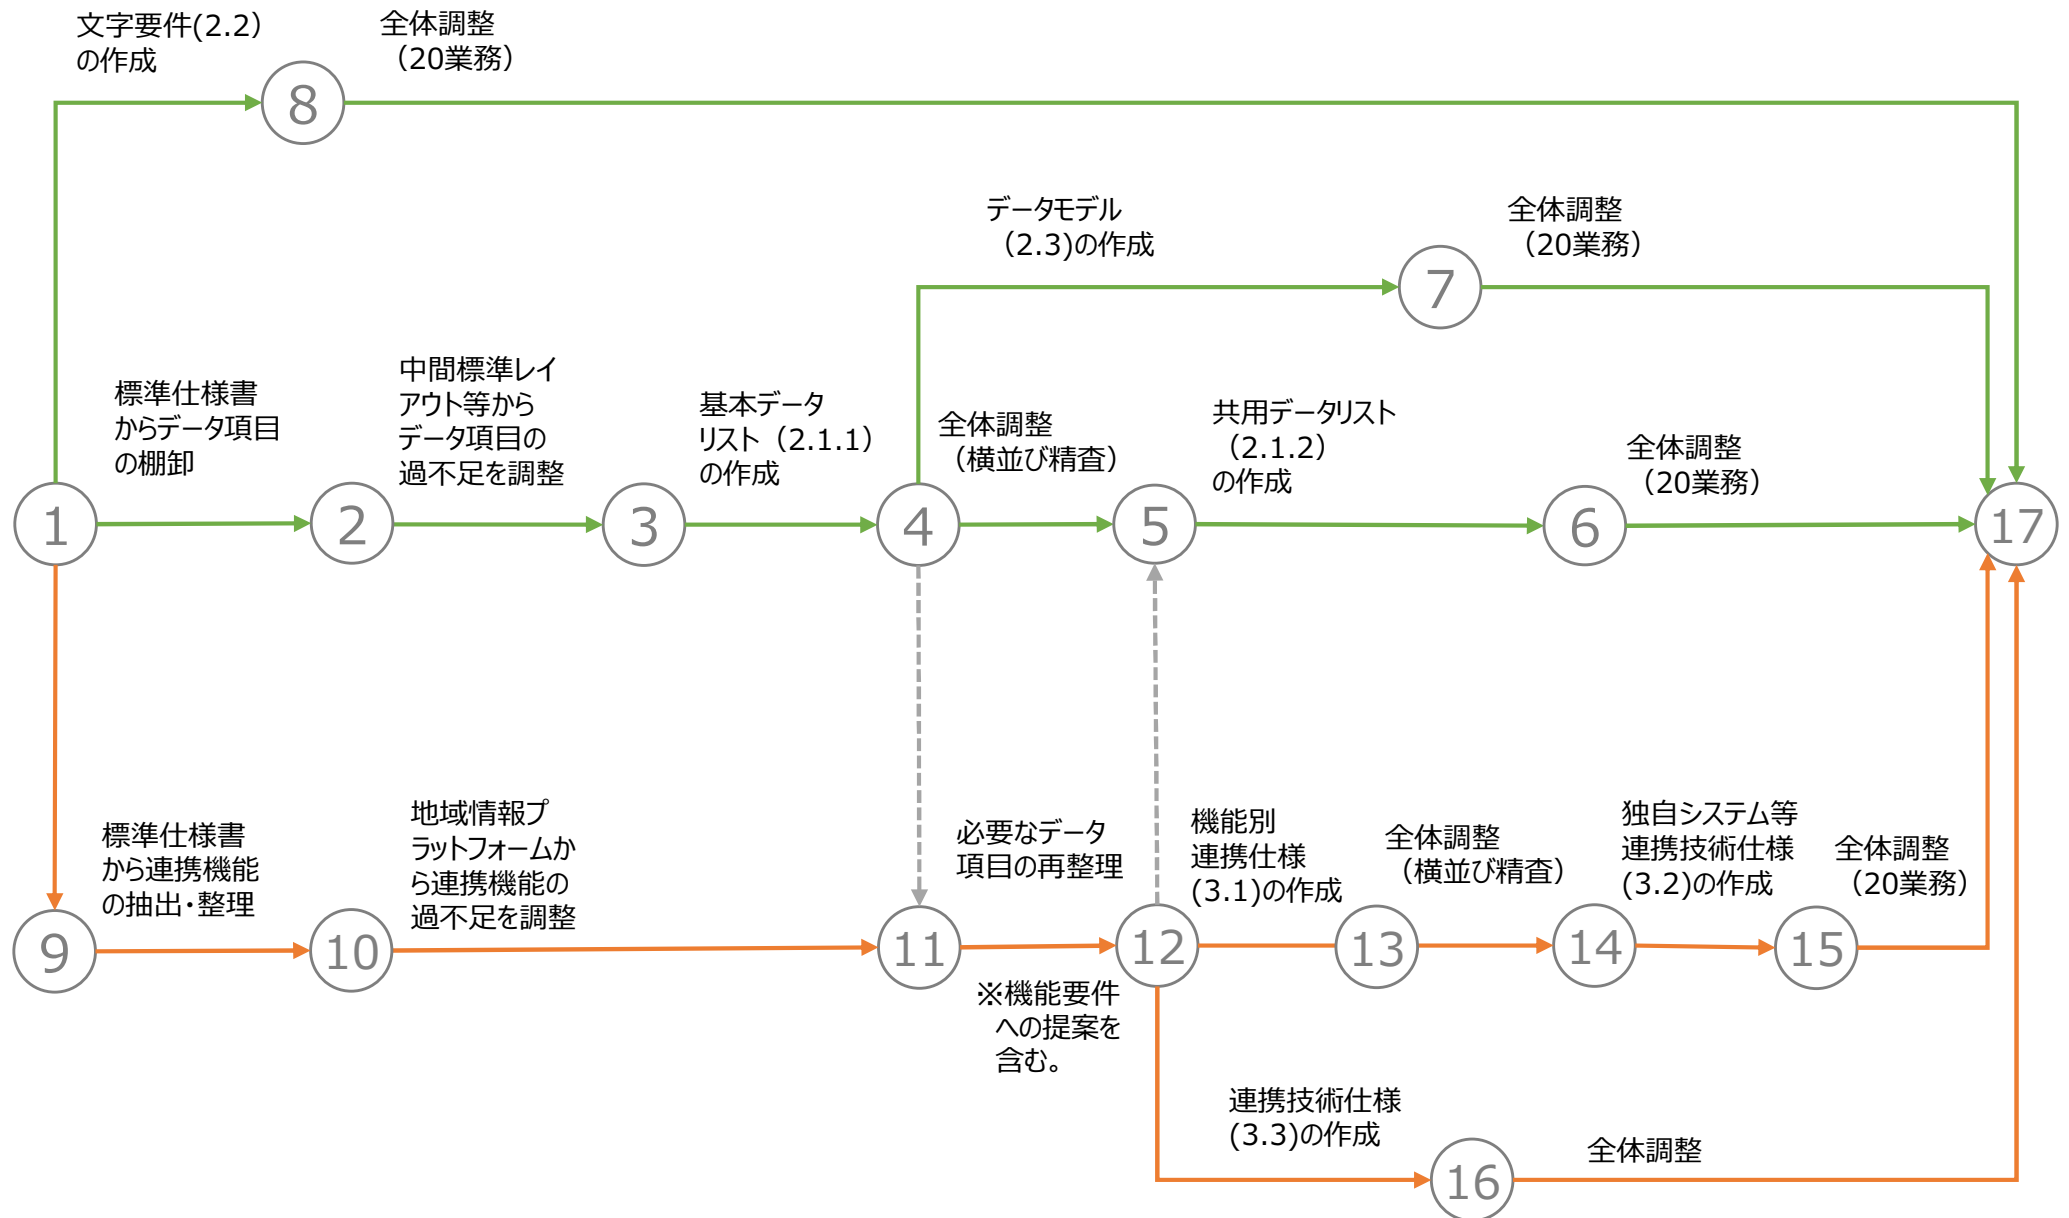 文字要件(2.2)
の作成
全体調整
（20業務）
8
データモデル
（2.3)の作成
全体調整
（20業務）
7
標準仕様書
からデータ項目
の棚卸
中間標準レイ
アウト等から
データ項目の
過不足を調整
基本データ
リスト（2.1.1）
の作成
全体調整
（横並び精査）
共用データリスト
（2.1.2）
の作成
全体調整
（20業務）
1
2
3
4
5
6
17
標準仕様書
から連携機能
の抽出・整理
地域情報プ
ラットフォームか
ら連携機能の
過不足を調整
必要なデータ
項目の再整理
機能別
連携仕様
(3.1)の作成
全体調整
（横並び精査）
独自システム等
連携技術仕様
(3.2)の作成
全体調整
（20業務）
9
10
11
12
13
14
15
※機能要件
への提案を
含む。
連携技術仕様
(3.3)の作成
全体調整
16